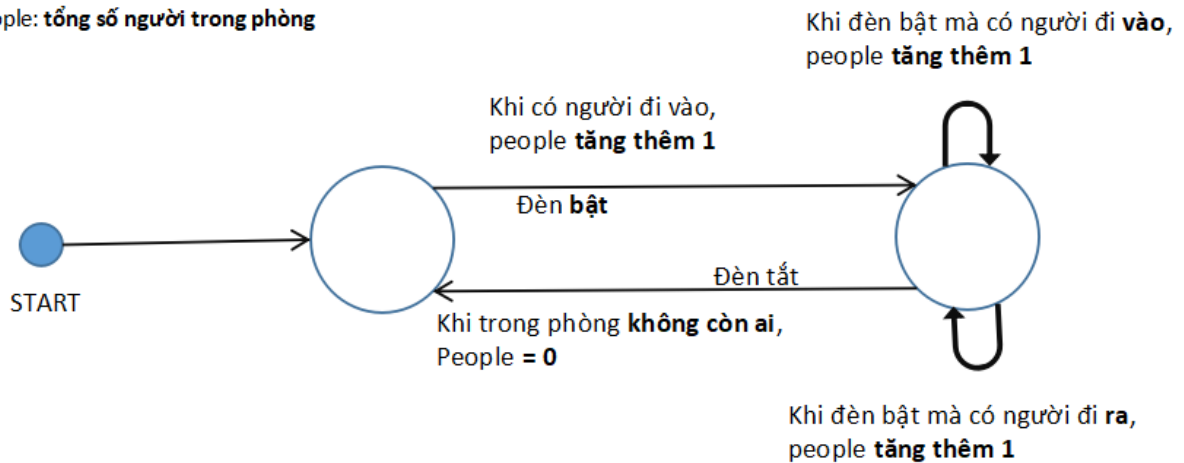 ople: tổng số người trong phòng
Khi đèn bật mà có người đi vào,
people tăng thêm 1
Khi có người đi vào,
people tăng thêm 1
Đèn bật
Đèn tắt
START
Khi trong phòng không còn ai,
People = 0
Khi đèn bật mà có người đi ra,
people tăng thêm 1